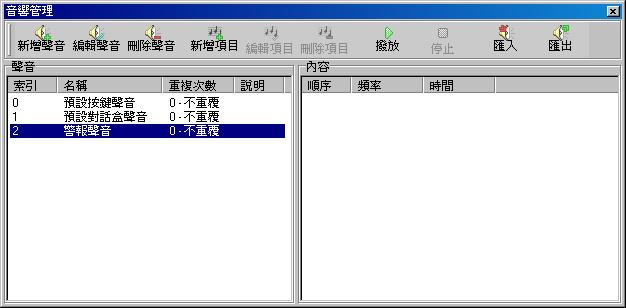 音響管理
新增聲音 編輯聲音 刪除聲音 新增項目 編輯項目 刪除項目 撥放 停止 匯入 匯出
聲音 內容
索引 名稱 重複次數 說明 順序 頻率 時間
0 預設按鍵聲音 0 - 不重覆
1 預設對話盒聲音 0 - 不重覆
2 警報聲音 0 - 不重覆